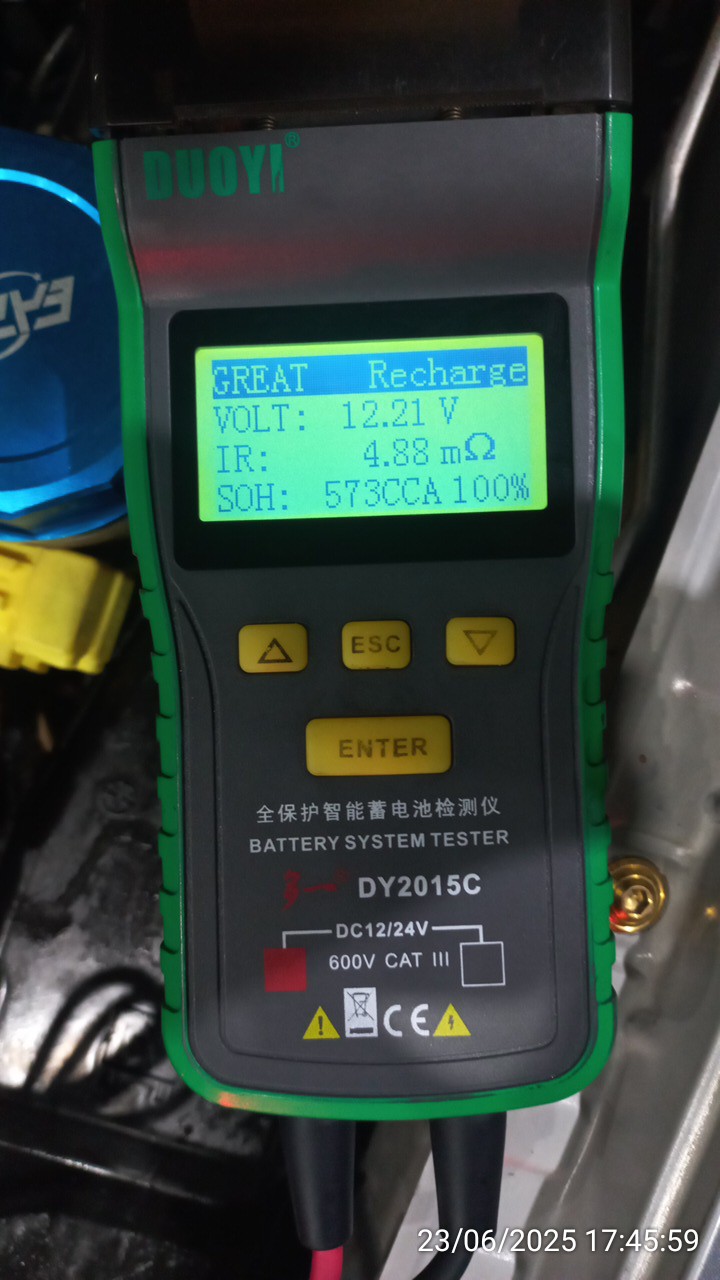 DUOYI®
GREAT Recharge
VOLT: 12.21 V
IR: 4.88 mΩ
SOH: 573CCA 100%
ESC
ENTER
全保护智能蓄电池检测仪
BATTERY SYSTEM TESTER
DY2015C
DC12/24V
600V CAT III
CE
23/06/2025 17:45:59